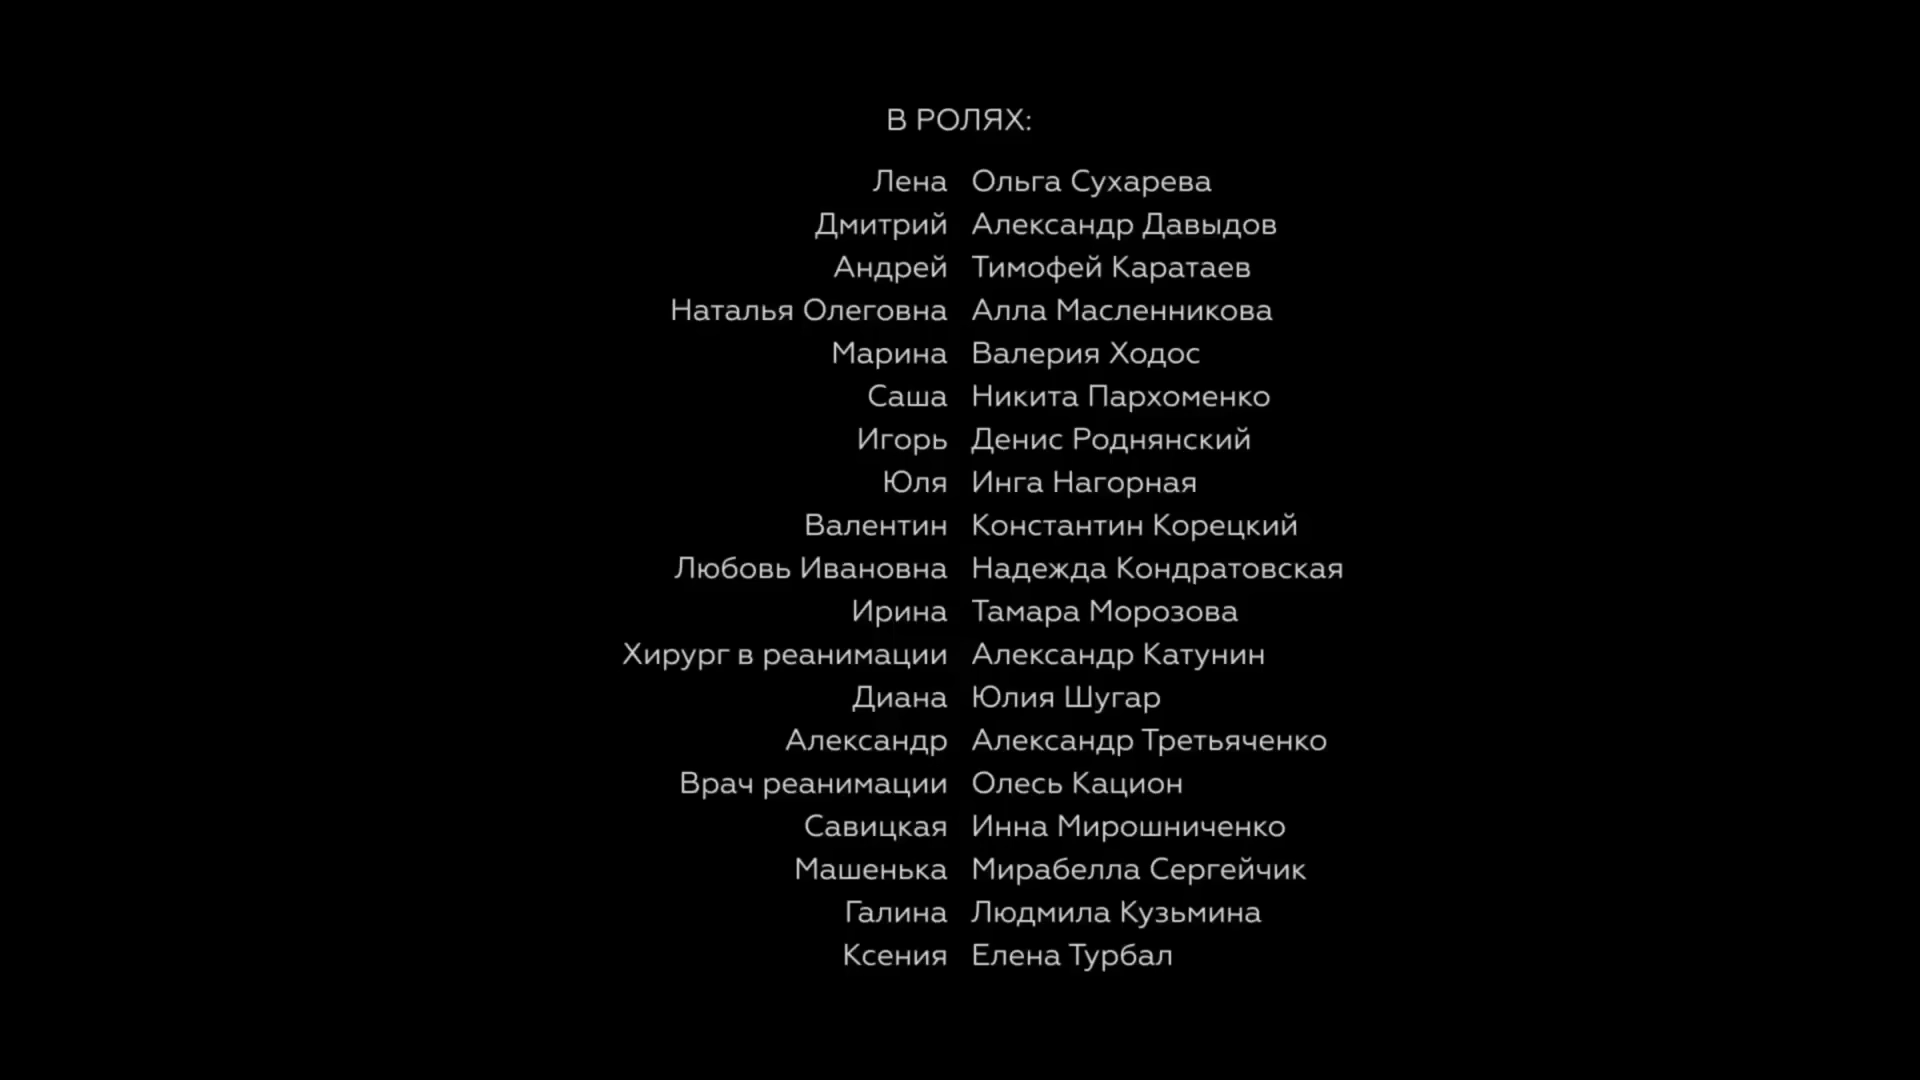 В РОЛЯХ:
Лена Ольга Сухарева
Дмитрий Александр Давыдов
Андрей Тимофей Каратаев
Наталья Олеговна Алла Масленникова
Марина Валерия Ходос
Саша Никита Пархоменко
Игорь Денис Роднянский
Юля Инга Нагорная
Валентин Константин Корецкий
Любовь Ивановна Надежда Кондратовская
Ирина Тамара Морозова
Хирург в реанимации Александр Катунин
Диана Юлия Шугар
Александр Александр Третьяченко
Врач реанимации Олесь Кацион
Савицкая Инна Мирошниченко
Машенька Мирабелла Сергейчик
Галина Людмила Кузьмина
Ксения Елена Турбал